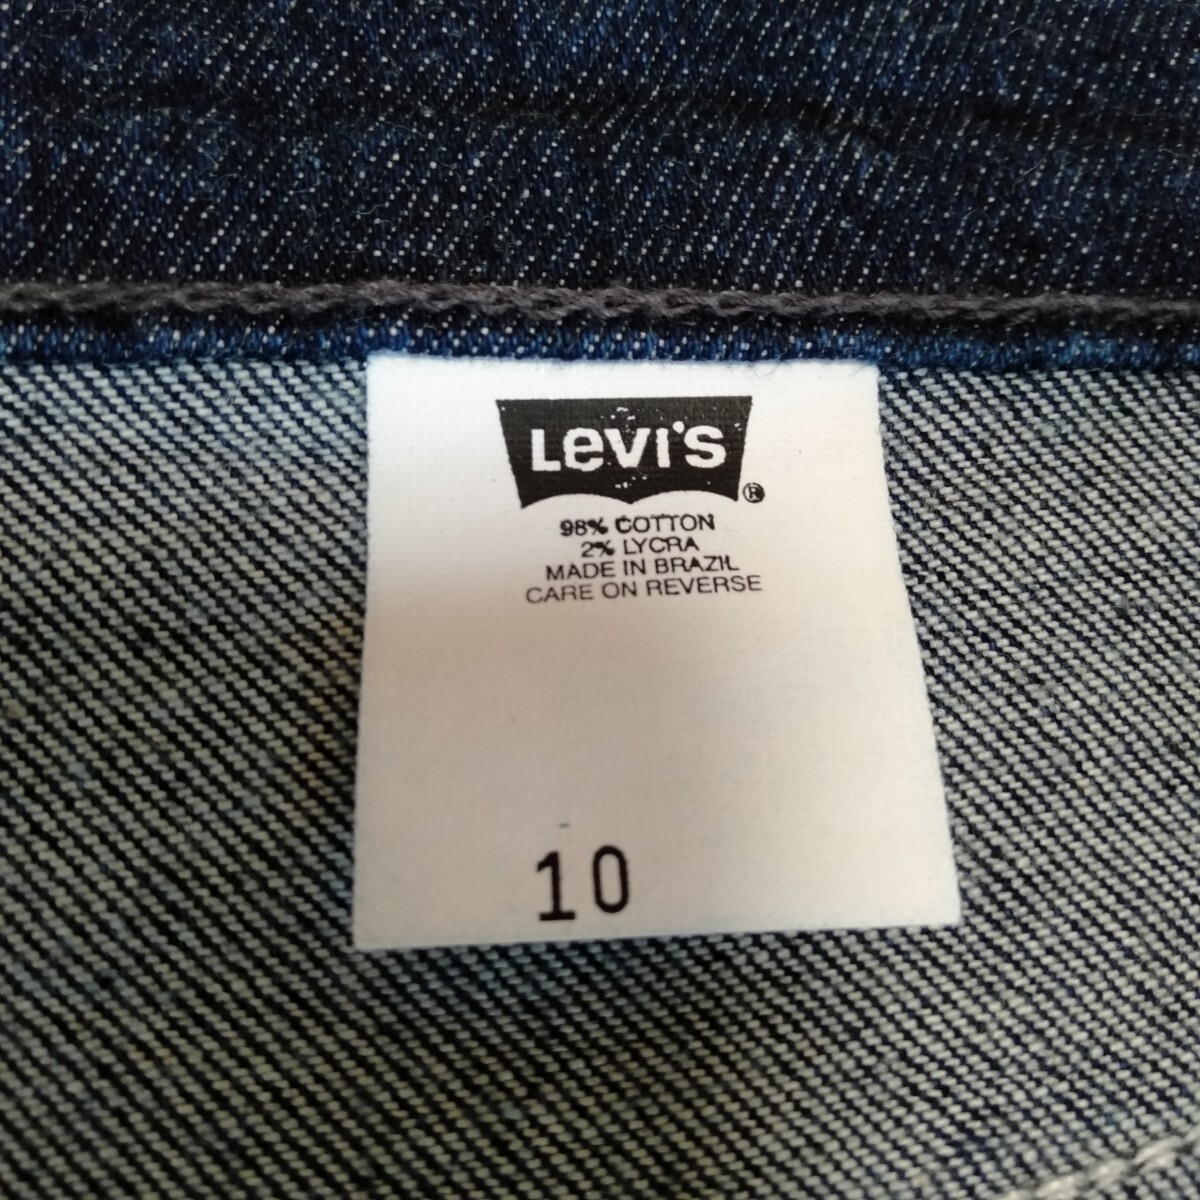 Levi's ®
98% COTTON
2% LYCRA
MADE IN BRAZIL
CARE ON REVERSE
10